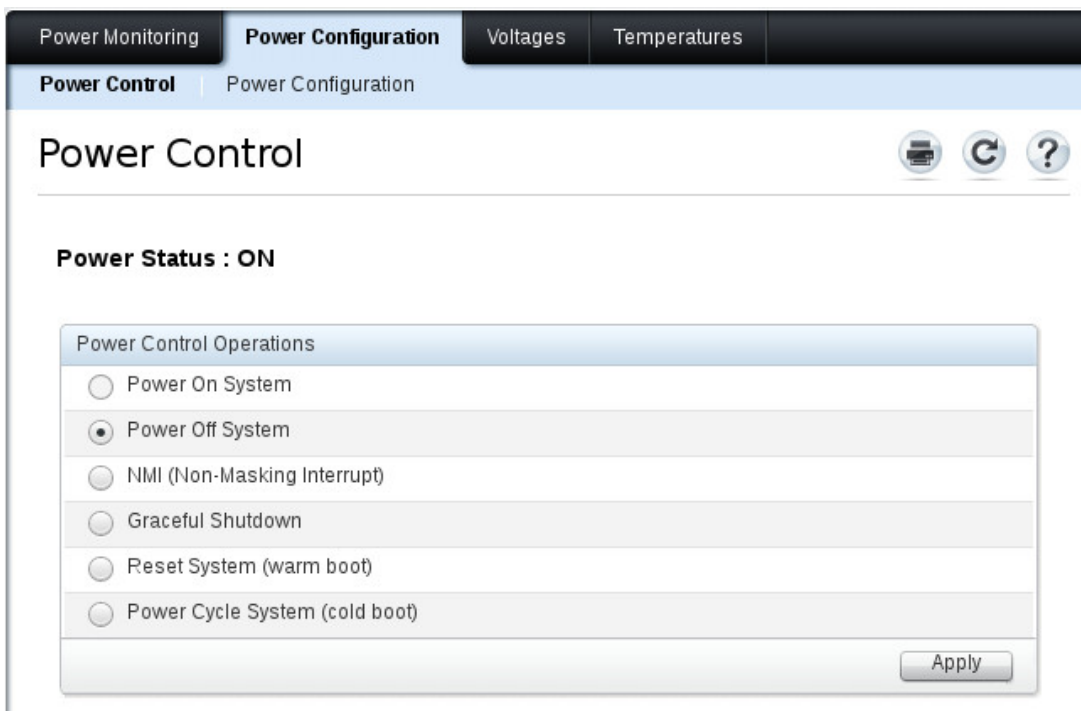 Power Monitoring Power Configuration Voltages Temperatures
Power Control Power Configuration
Power Control
Power Status : ON
Power Control Operations
Power On System
Power Off System
NMI (Non-Masking Interrupt)
Graceful Shutdown
Reset System (warm boot)
Power Cycle System (cold boot)
Apply